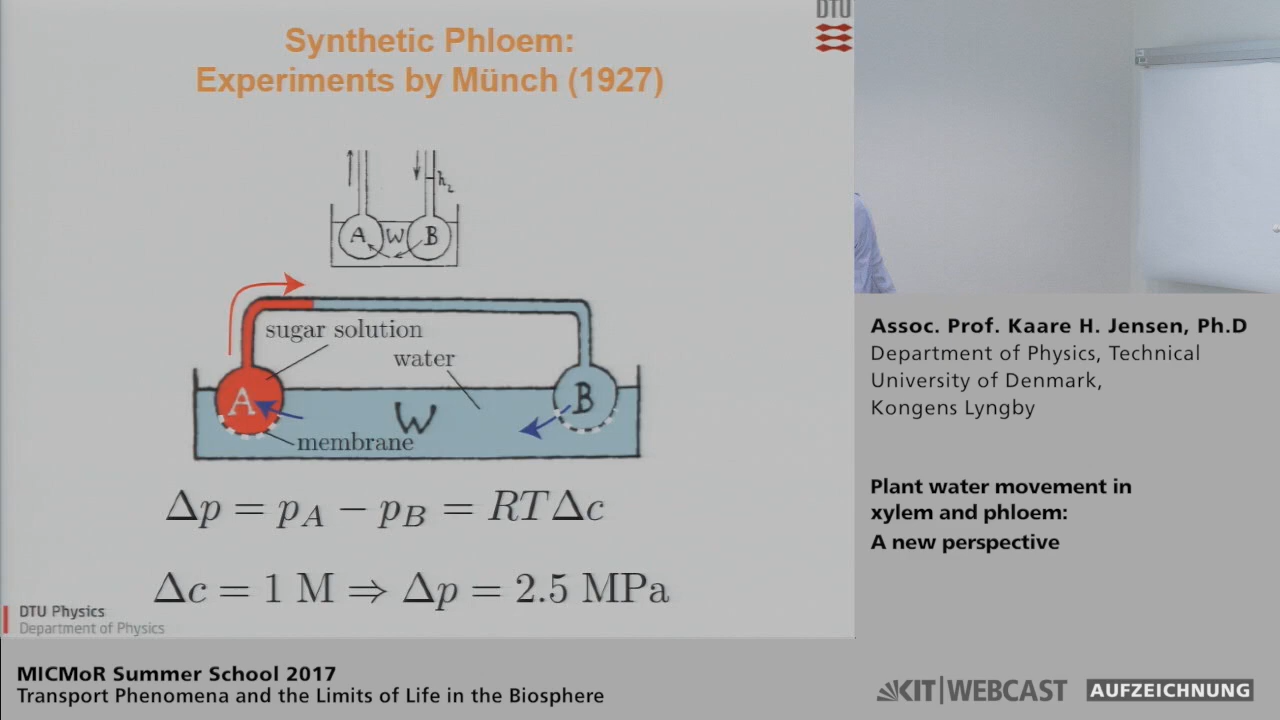 Synthetic Phloem:
Experiments by Münch (1927)
DTU
h₂
A W B
sugar solution
water
A W B
membrane
Δp = p_A − p_B = RTΔc
Δc = 1 M ⇒ Δp = 2.5 MPa
DTU Physics
Department of Physics
Assoc. Prof. Kaare H. Jensen, Ph.D
Department of Physics, Technical
University of Denmark,
Kongens Lyngby
Plant water movement in
xylem and phloem:
A new perspective
MICMoR Summer School 2017
Transport Phenomena and the Limits of Life in the Biosphere
KIT|WEBCAST AUFZEICHNUNG